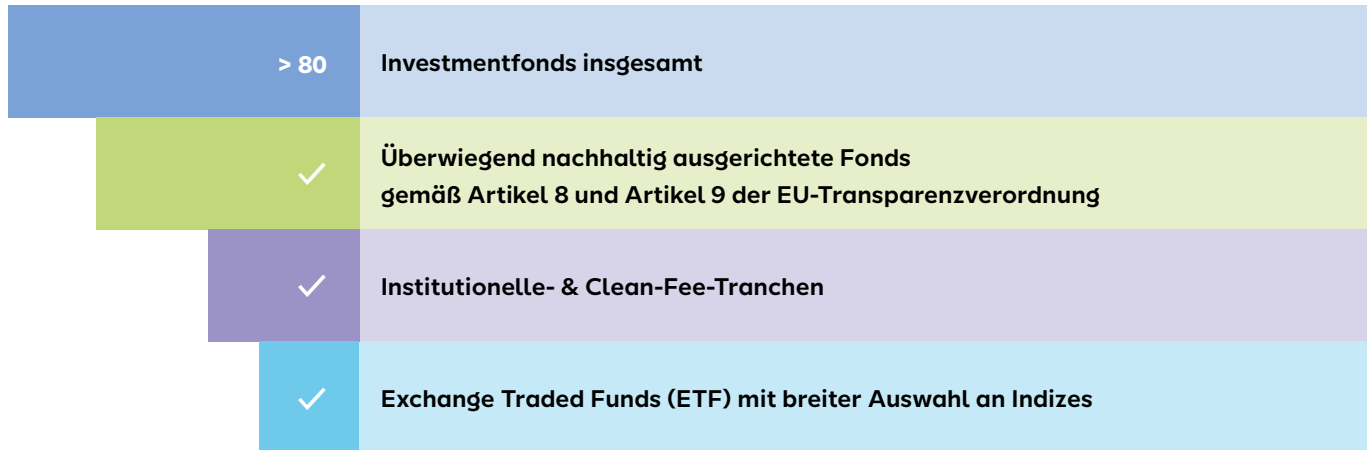 > 80 Investmentfonds insgesamt
Überwiegend nachhaltig ausgerichtete Fonds
gemäß Artikel 8 und Artikel 9 der EU-Transparenzverordnung
Institutionelle- & Clean-Fee-Tranchen
Exchange Traded Funds (ETF) mit breiter Auswahl an Indizes